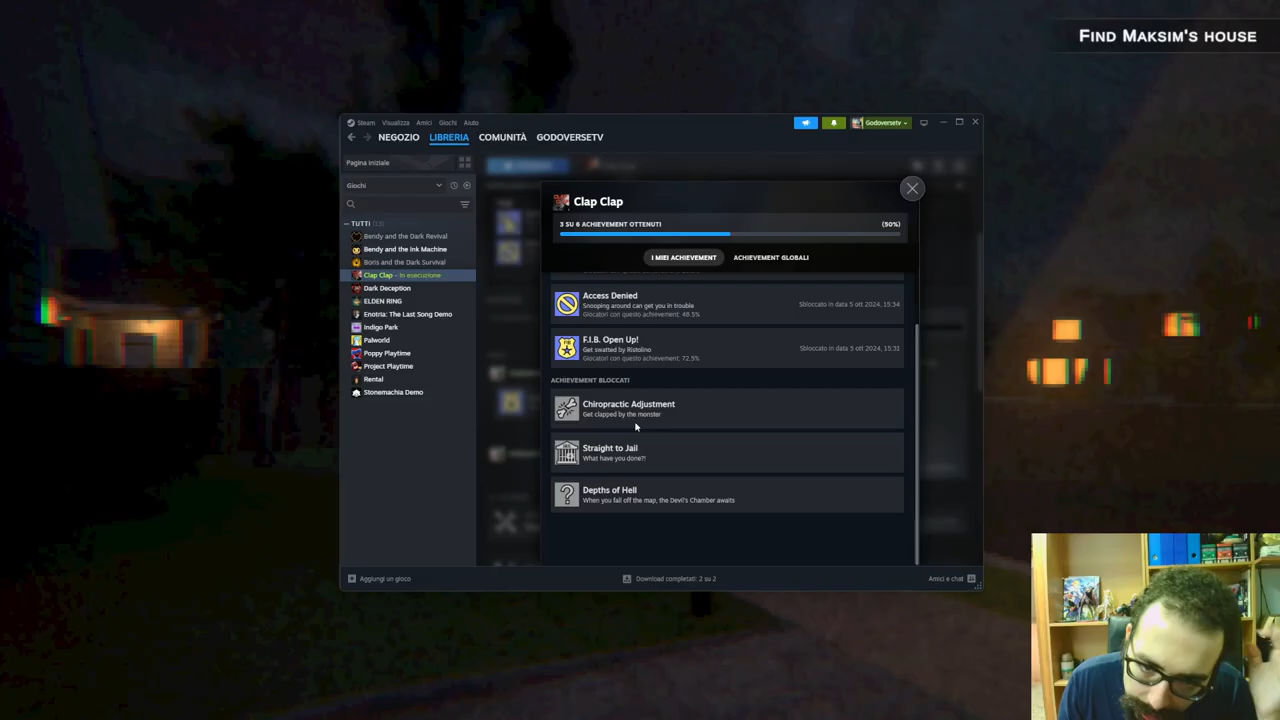 FIND MAKSIM'S HOUSE
Steam Visualizza Amici Giochi Aiuto
Godoversetv
NEGOZIO LIBRERIA COMUNITÀ GODOVERSETV
Pagina iniziale
Giochi
TUTTI (13)
Bendy and the Dark Revival
Bendy and the Ink Machine
Boris and the Dark Survival
Clap Clap - In esecuzione
Dark Deception
ELDEN RING
Enotria: The Last Song Demo
Indigo Park
Palworld
Poppy Playtime
Project Playtime
Rental
Stonemachia Demo
Clap Clap
3 SU 6 ACHIEVEMENT OTTENUTI (50%)
I MIEI ACHIEVEMENT ACHIEVEMENT GLOBALI
Access Denied
Snooping around can get you in trouble
Giocatori con questo achievement: 48.5%
Sbloccato in data 5 ott 2024, 15:34
F.I.B. Open Up!
Get swatted by Ristolino
Giocatori con questo achievement: 72.5%
Sbloccato in data 5 ott 2024, 15:31
ACHIEVEMENT BLOCCATI
Chiropractic Adjustment
Get clapped by the monster
Straight to Jail
What have you done?!
Depths of Hell
When you fall off the map, the Devil's Chamber awaits
Aggiungi un gioco
Download completati: 2 su 2
Amici e chat